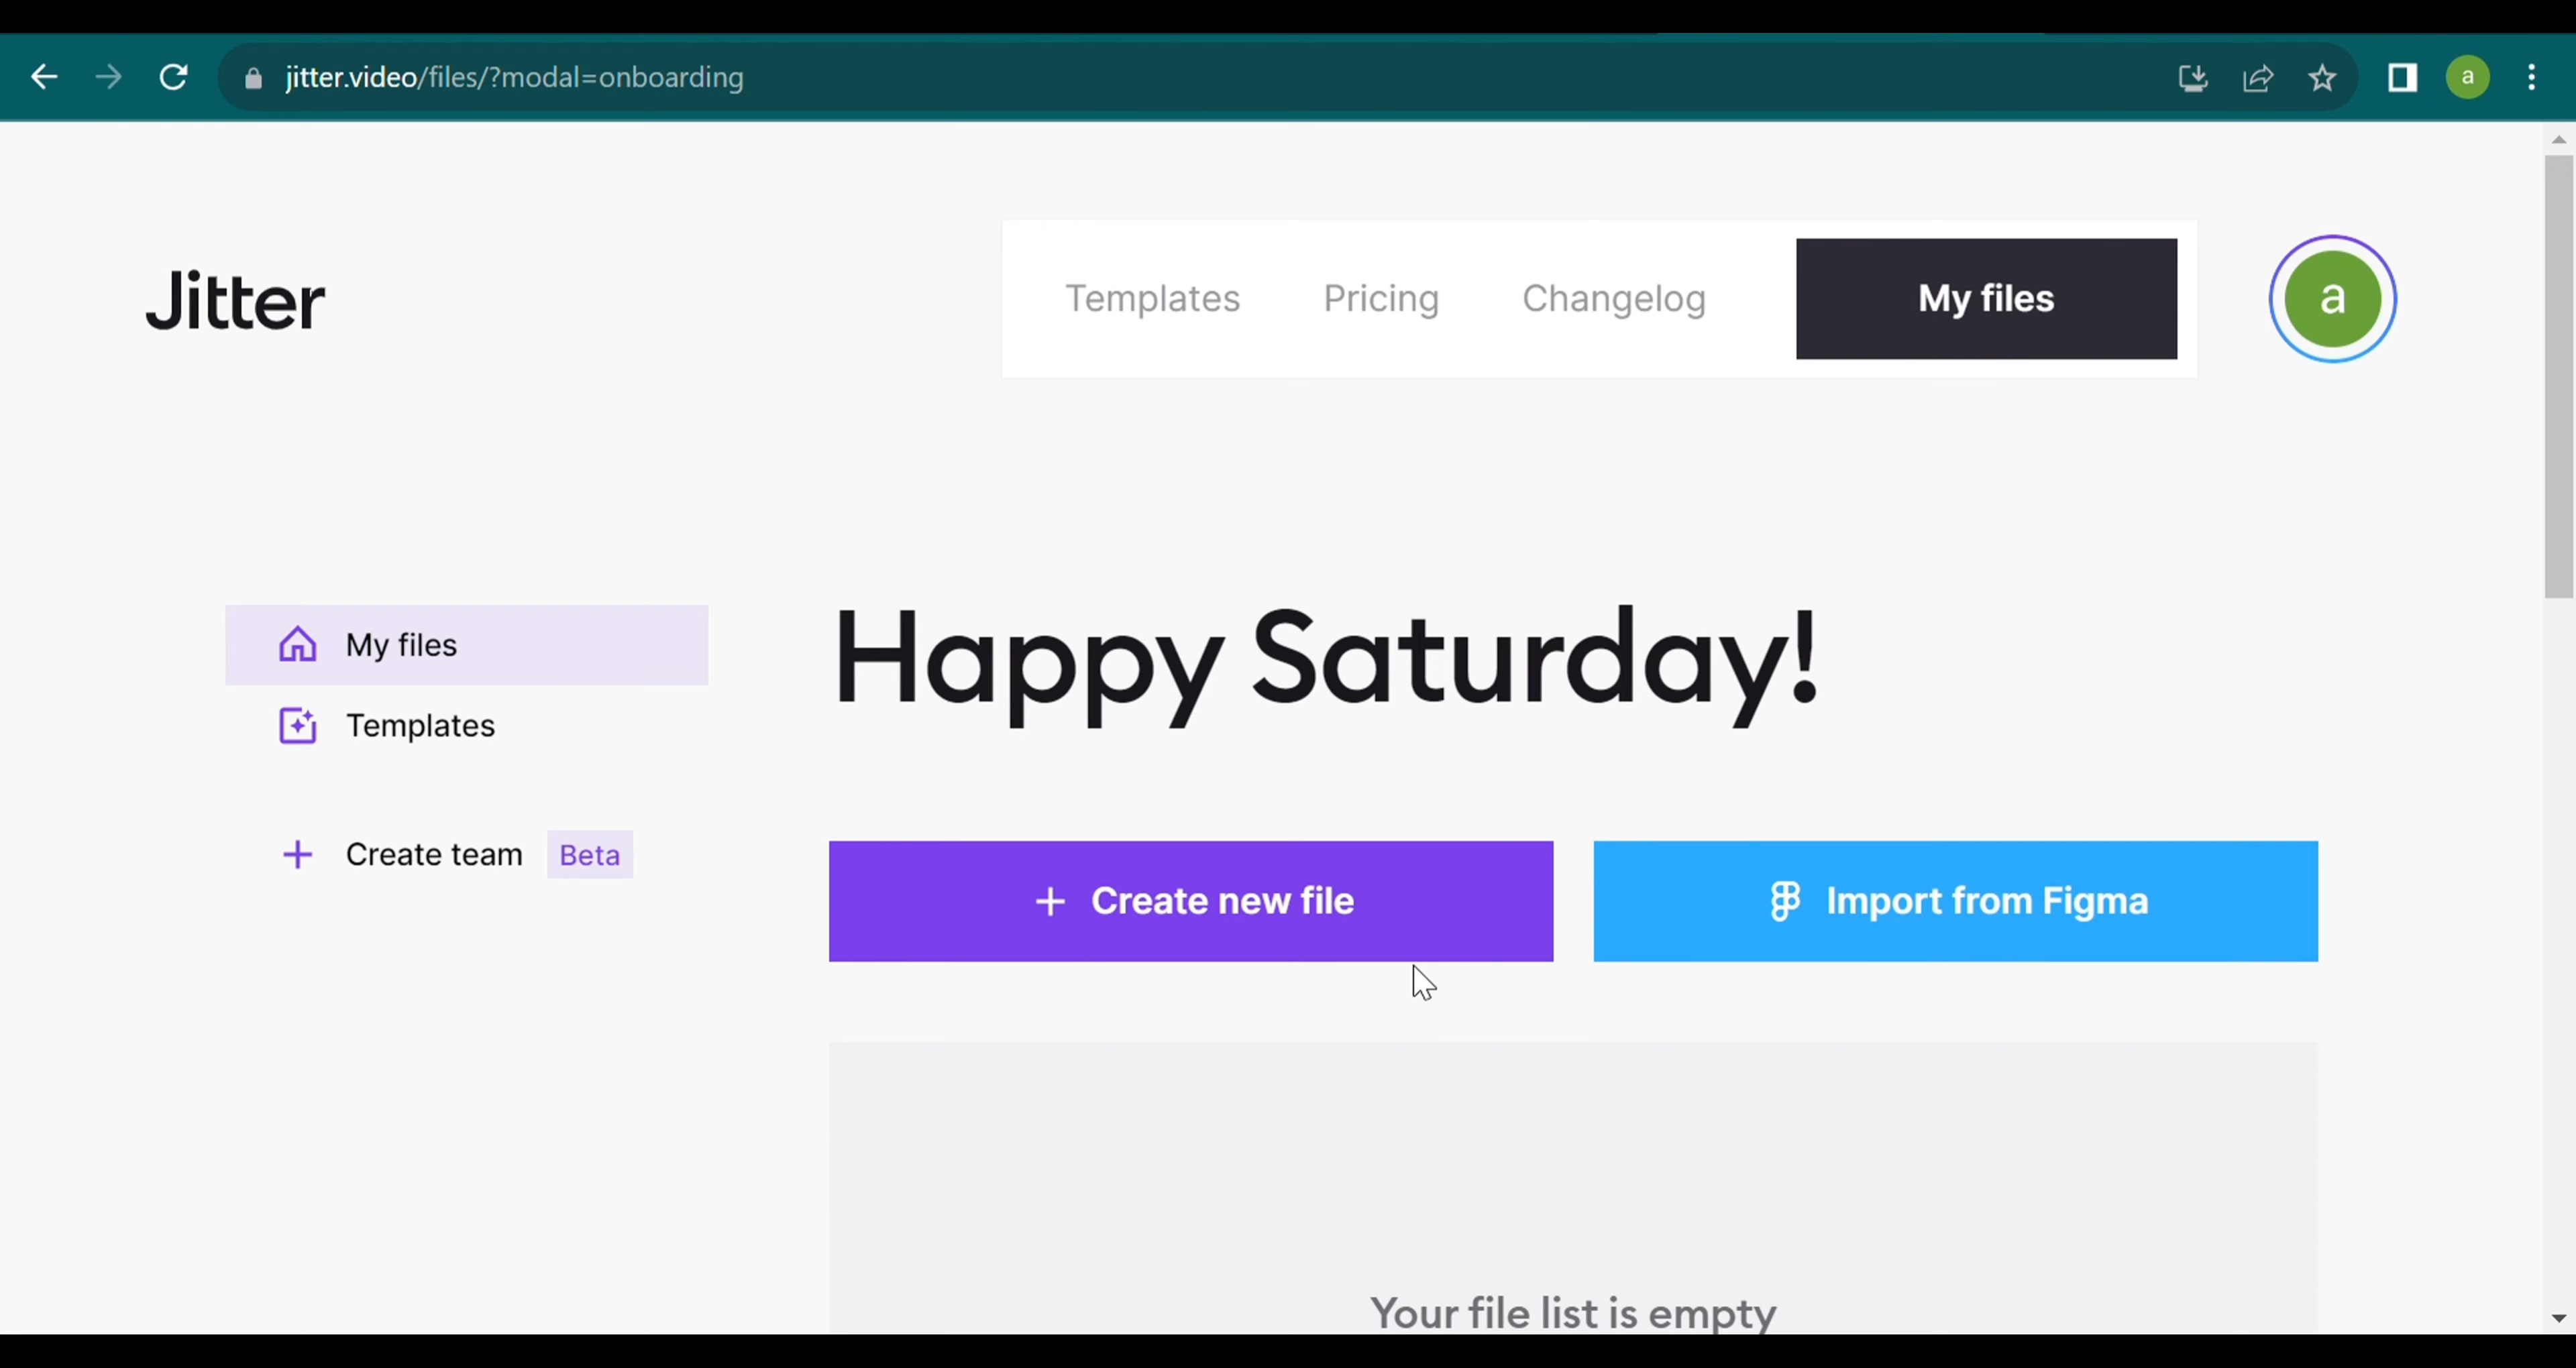 jitter.video/files/?modal=onboarding
a
Jitter
Templates Pricing Changelog My files
a
My files
Templates
Create team Beta
Happy Saturday!
+ Create new file
Import from Figma
Your file list is empty